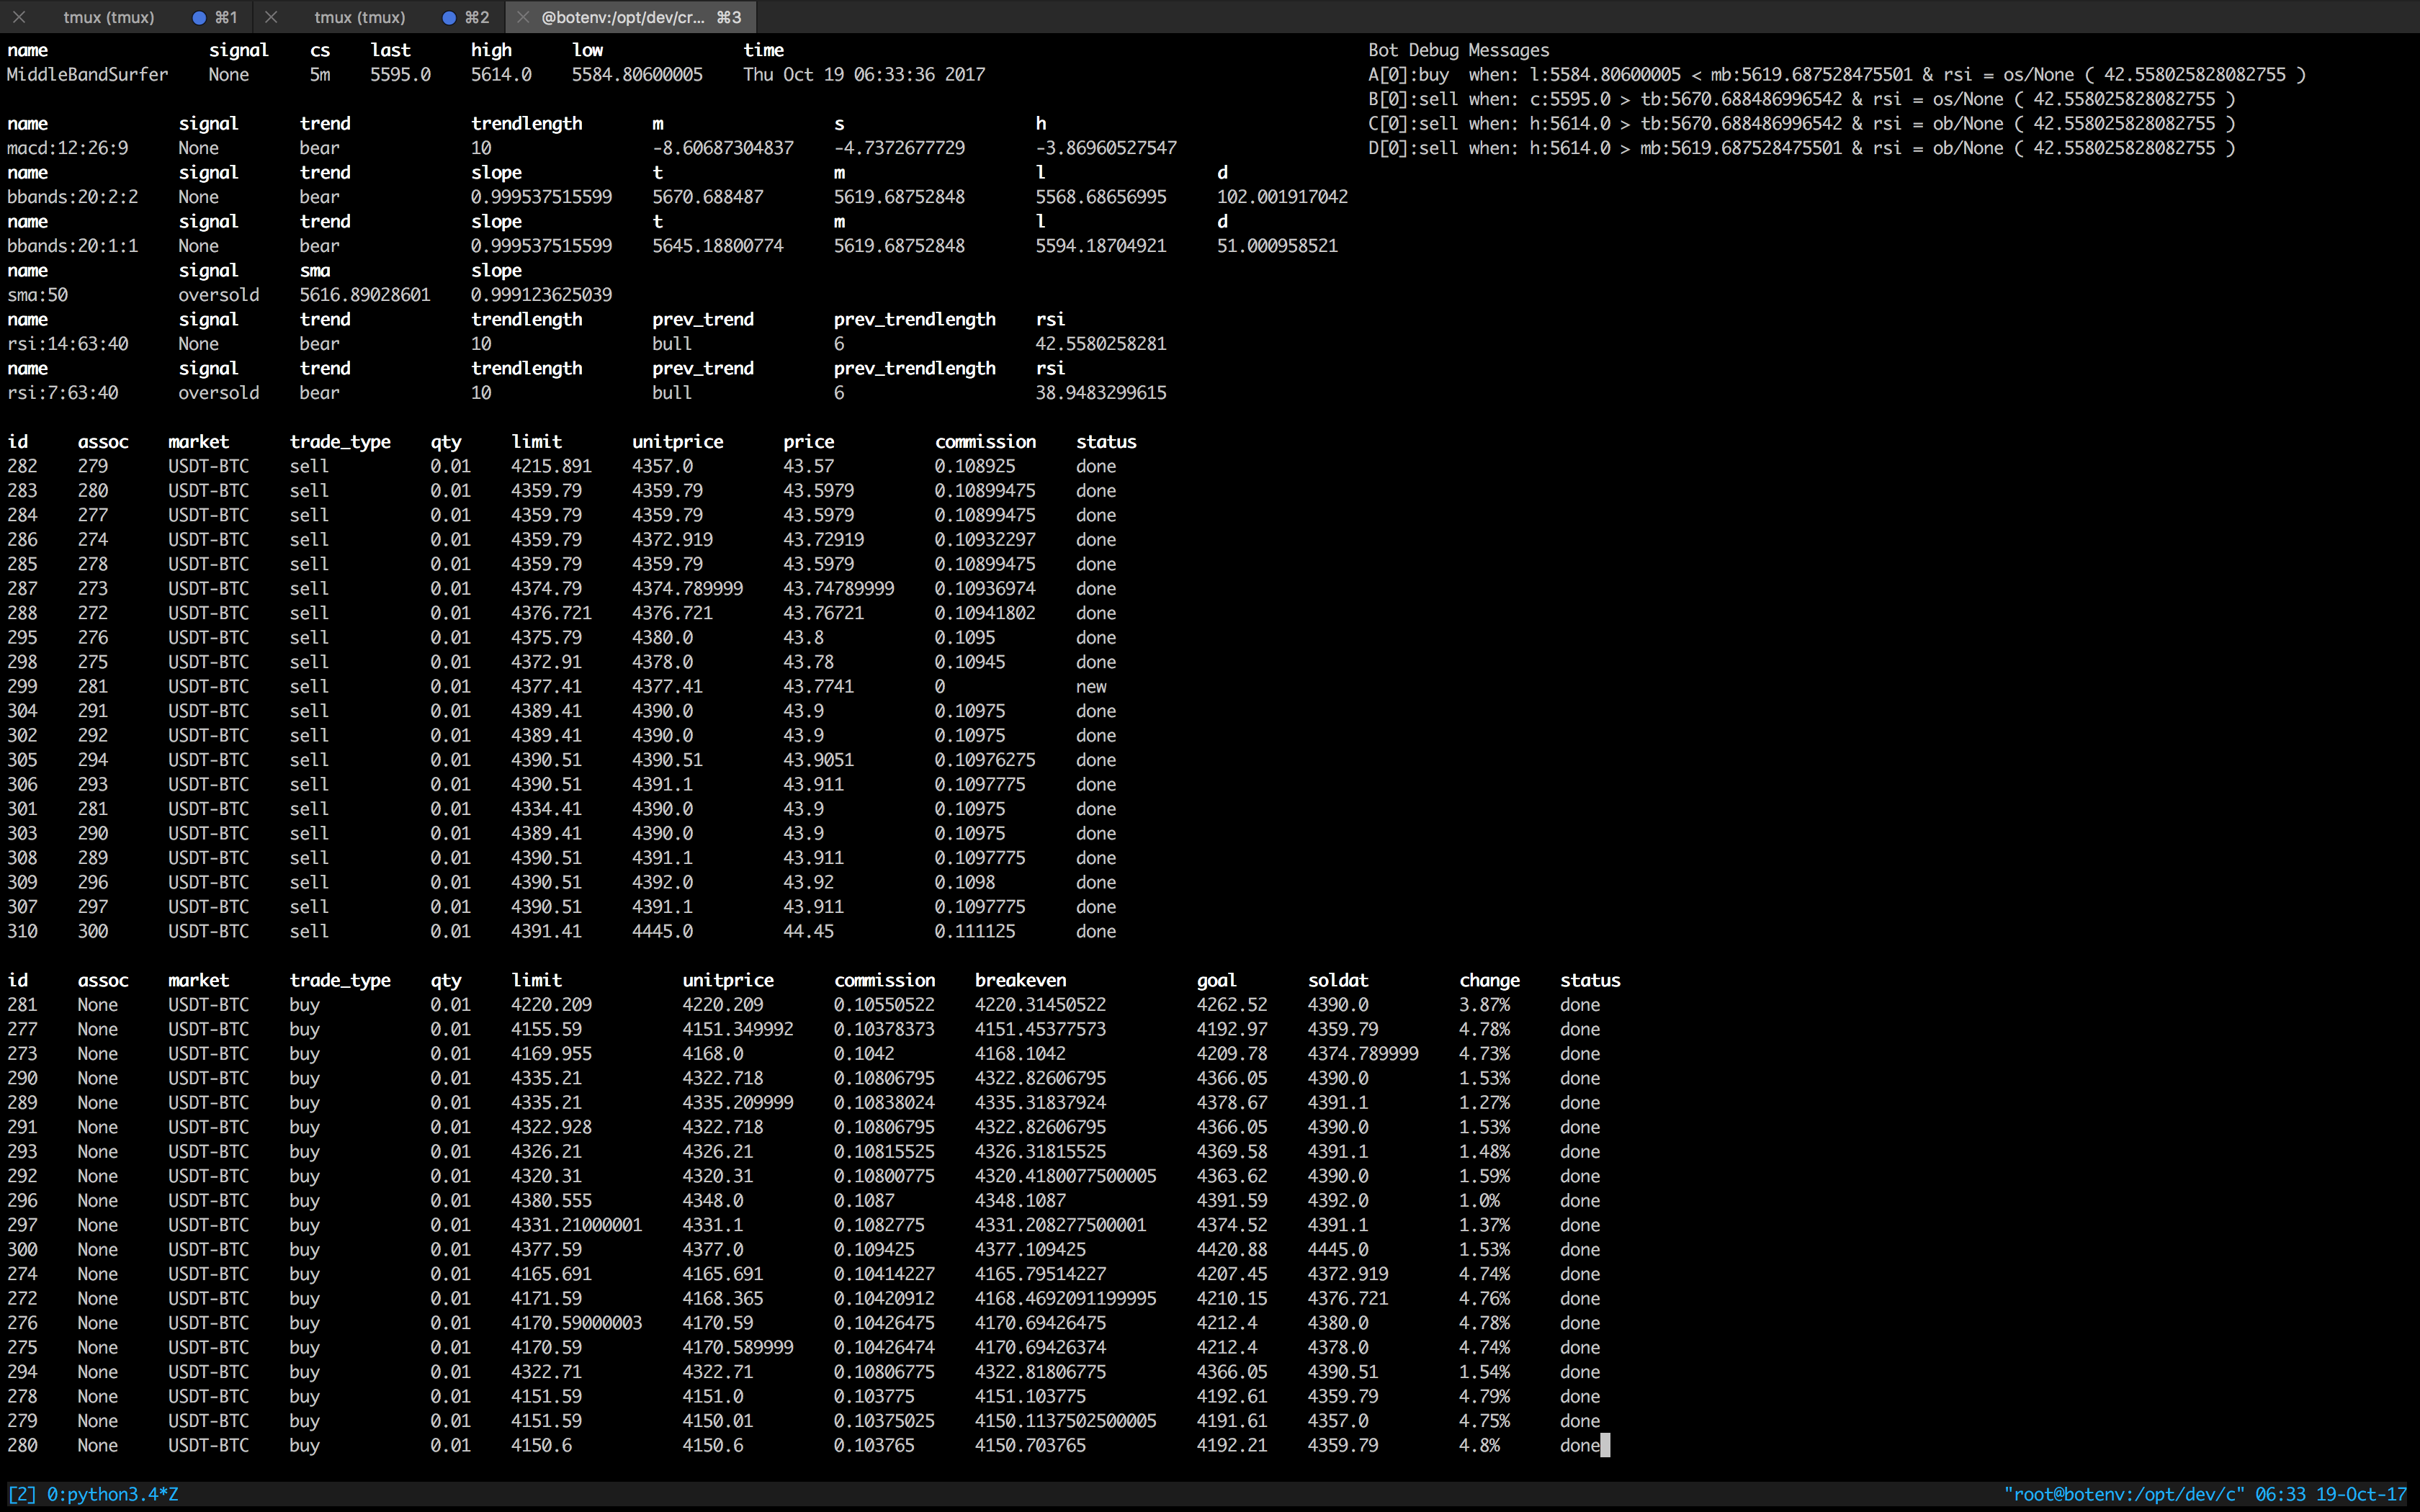 tmux (tmux) ⌘1 tmux (tmux) ⌘2 @botenv:/opt/dev/cr... ⌘3
name signal cs last high low time
MiddleBandSurfer None 5m 5595.0 5614.0 5584.80600005 Thu Oct 19 06:33:36 2017
name signal trend trendlength m s h
macd:12:26:9 None bear 10 -8.60687304837 -4.7372677729 -3.86960527547
name signal trend slope t m l d
bbands:20:2:2 None bear 0.999537515599 5670.688487 5619.68752848 5568.68656995 102.001917042
name signal trend slope t m l d
bbands:20:1:1 None bear 0.999537515599 5645.18800774 5619.68752848 5594.18704921 51.000958521
name signal sma slope
sma:50 oversold 5616.89028601 0.999123625039
name signal trend trendlength prev_trend prev_trendlength rsi
rsi:14:63:40 None bear 10 bull 6 42.5580258281
name signal trend trendlength prev_trend prev_trendlength rsi
rsi:7:63:40 oversold bear 10 bull 6 38.9483299615
Bot Debug Messages
A[0]:buy when: l:5584.80600005 < mb:5619.687528475501 & rsi = os/None ( 42.558025828082755 )
B[0]:sell when: c:5595.0 > tb:5670.688486996542 & rsi = os/None ( 42.558025828082755 )
C[0]:sell when: h:5614.0 > tb:5670.688486996542 & rsi = ob/None ( 42.558025828082755 )
D[0]:sell when: h:5614.0 > mb:5619.687528475501 & rsi = ob/None ( 42.558025828082755 )
id assoc market trade_type qty limit unitprice price commission status
282 279 USDT-BTC sell 0.01 4215.891 4357.0 43.57 0.108925 done
283 280 USDT-BTC sell 0.01 4359.79 4359.79 43.5979 0.10899475 done
284 277 USDT-BTC sell 0.01 4359.79 4359.79 43.5979 0.10899475 done
286 274 USDT-BTC sell 0.01 4359.79 4372.919 43.72919 0.10932297 done
285 278 USDT-BTC sell 0.01 4359.79 4359.79 43.5979 0.10899475 done
287 273 USDT-BTC sell 0.01 4374.79 4374.789999 43.74789999 0.10936974 done
288 272 USDT-BTC sell 0.01 4376.721 4376.721 43.76721 0.10941802 done
295 276 USDT-BTC sell 0.01 4375.79 4380.0 43.8 0.1095 done
298 275 USDT-BTC sell 0.01 4372.91 4378.0 43.78 0.10945 done
299 281 USDT-BTC sell 0.01 4377.41 4377.41 43.7741 0 new
304 291 USDT-BTC sell 0.01 4389.41 4390.0 43.9 0.10975 done
302 292 USDT-BTC sell 0.01 4389.41 4390.0 43.9 0.10975 done
305 294 USDT-BTC sell 0.01 4390.51 4390.51 43.9051 0.10976275 done
306 293 USDT-BTC sell 0.01 4390.51 4391.1 43.911 0.1097775 done
301 281 USDT-BTC sell 0.01 4334.41 4390.0 43.9 0.10975 done
303 290 USDT-BTC sell 0.01 4389.41 4390.0 43.9 0.10975 done
308 289 USDT-BTC sell 0.01 4390.51 4391.1 43.911 0.1097775 done
309 296 USDT-BTC sell 0.01 4390.51 4392.0 43.92 0.1098 done
307 297 USDT-BTC sell 0.01 4390.51 4391.1 43.911 0.1097775 done
310 300 USDT-BTC sell 0.01 4391.41 4445.0 44.45 0.111125 done
id assoc market trade_type qty limit unitprice commission breakeven goal soldat change status
281 None USDT-BTC buy 0.01 4220.209 4220.209 0.10550522 4220.31450522 4262.52 4390.0 3.87% done
277 None USDT-BTC buy 0.01 4155.59 4151.349992 0.10378373 4151.45377573 4192.97 4359.79 4.78% done
273 None USDT-BTC buy 0.01 4169.955 4168.0 0.1042 4168.1042 4209.78 4374.789999 4.73% done
290 None USDT-BTC buy 0.01 4335.21 4322.718 0.10806795 4322.82606795 4366.05 4390.0 1.53% done
289 None USDT-BTC buy 0.01 4335.21 4335.209999 0.10838024 4335.31837924 4378.67 4391.1 1.27% done
291 None USDT-BTC buy 0.01 4322.928 4322.718 0.10806795 4322.82606795 4366.05 4390.0 1.53% done
293 None USDT-BTC buy 0.01 4326.21 4326.21 0.10815525 4326.31815525 4369.58 4391.1 1.48% done
292 None USDT-BTC buy 0.01 4320.31 4320.31 0.10800775 4320.4180077500005 4363.62 4390.0 1.59% done
296 None USDT-BTC buy 0.01 4380.555 4348.0 0.1087 4348.1087 4391.59 4392.0 1.0% done
297 None USDT-BTC buy 0.01 4331.21000001 4331.1 0.1082775 4331.208277500001 4374.52 4391.1 1.37% done
300 None USDT-BTC buy 0.01 4377.59 4377.0 0.109425 4377.109425 4420.88 4445.0 1.53% done
274 None USDT-BTC buy 0.01 4165.691 4165.691 0.10414227 4165.79514227 4207.45 4372.919 4.74% done
272 None USDT-BTC buy 0.01 4171.59 4168.365 0.10420912 4168.4692091199995 4210.15 4376.721 4.76% done
276 None USDT-BTC buy 0.01 4170.59000003 4170.59 0.10426475 4170.69426475 4212.4 4380.0 4.78% done
275 None USDT-BTC buy 0.01 4170.59 4170.589999 0.10426474 4170.69426374 4212.4 4378.0 4.74% done
294 None USDT-BTC buy 0.01 4322.71 4322.71 0.10806775 4322.81806775 4366.05 4390.51 1.54% done
278 None USDT-BTC buy 0.01 4151.59 4151.0 0.103775 4151.103775 4192.61 4359.79 4.79% done
279 None USDT-BTC buy 0.01 4151.59 4150.01 0.10375025 4150.1137502500005 4191.61 4357.0 4.75% done
280 None USDT-BTC buy 0.01 4150.6 4150.6 0.103765 4150.703765 4192.21 4359.79 4.8% done
[2] 0:python3.4*Z "root@botenv:/opt/dev/c" 06:33 19-Oct-17